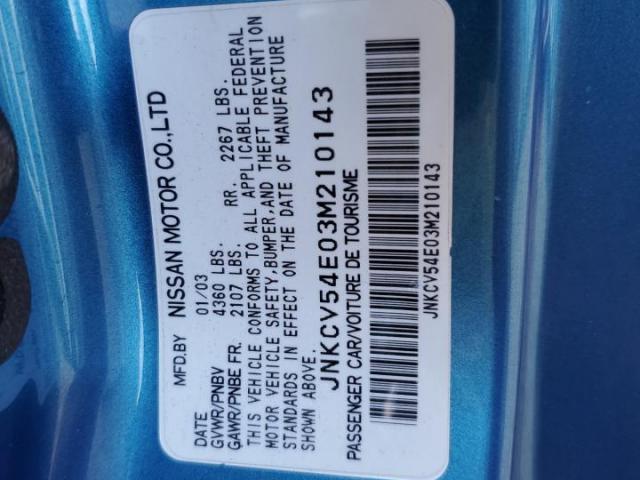 MFD.BY NISSAN MOTOR CO.,LTD
DATE 01/03
GVWR/PNBV 4360 LBS.
GAWR/PNBE FR. 2107 LBS. RR. 2267 LBS.
THIS VEHICLE CONFORMS TO ALL APPLICABLE FEDERAL
MOTOR VEHICLE SAFETY,BUMPER,AND THEFT PREVENTION
STANDARDS IN EFFECT ON THE DATE OF MANUFACTURE
SHOWN ABOVE.
JNKCV54E03M210143
PASSENGER CAR/VOITURE DE TOURISME
JNKCV54E03M210143